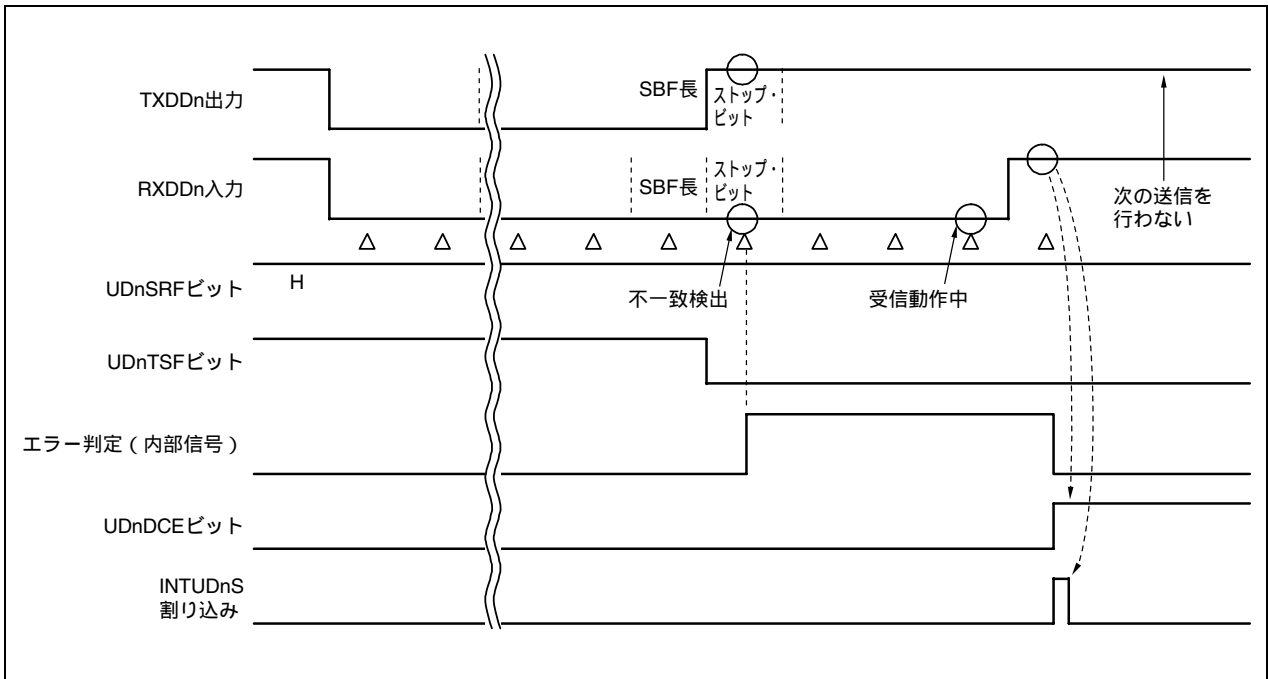 TXDDn出力
SBF長
ストップ・
ビット
RXDDn入力
SBF長
ストップ・
ビット
次の送信を
行わない
UDnSRFビット
H
不一致検出
受信動作中
UDnTSFビット
エラー判定（内部信号）
UDnDCEビット
INTUDnS
割り込み